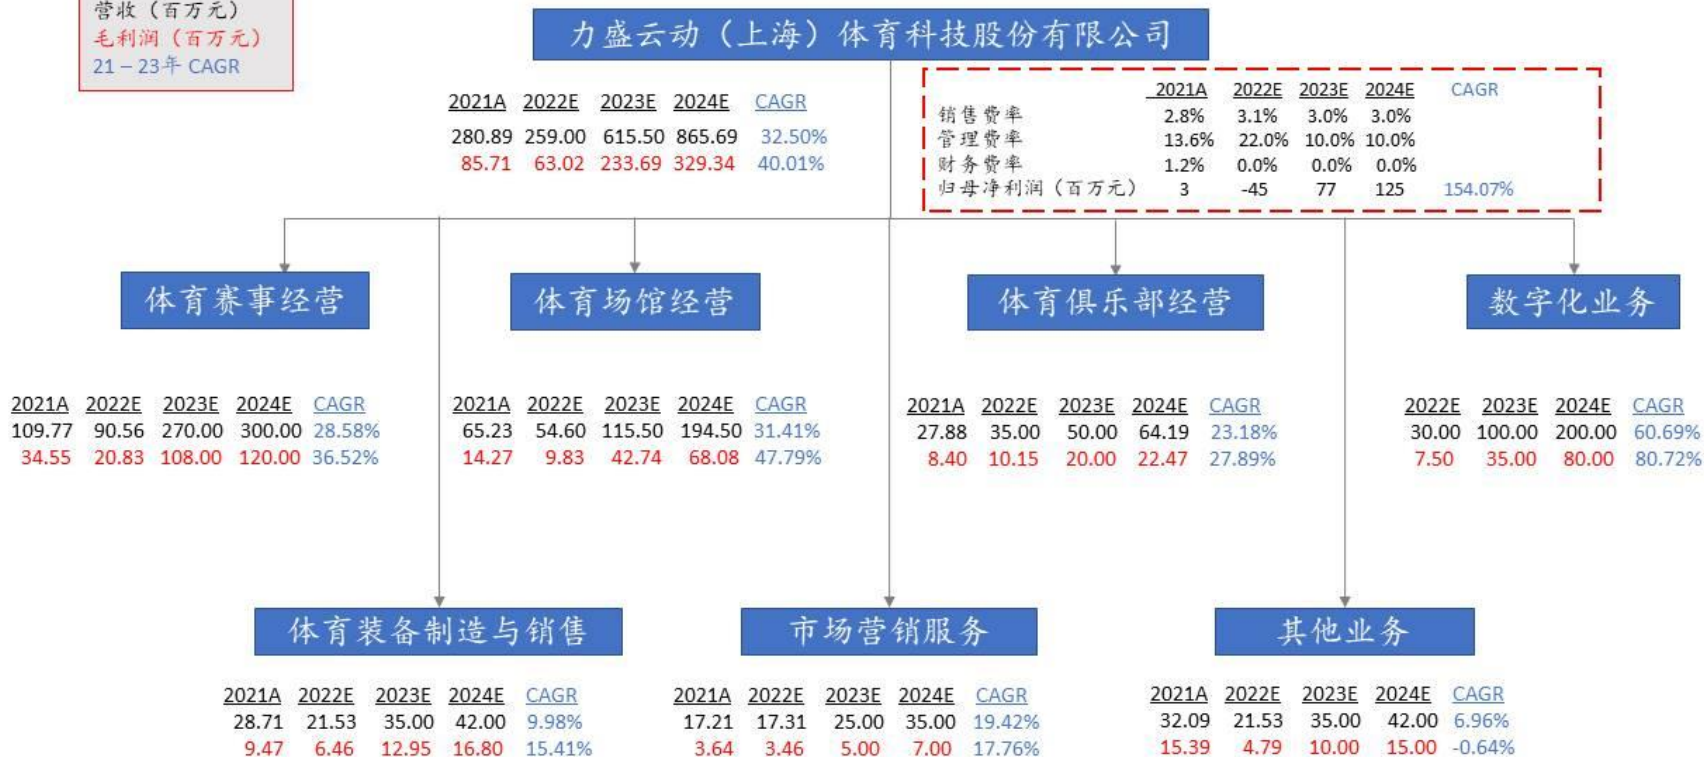 营收（百万元）
毛利润（百万元）
21 – 23年 CAGR
力盛云动（上海）体育科技股份有限公司
2021A 2022E 2023E 2024E CAGR
280.89 259.00 615.50 865.69 32.50%
85.71 63.02 233.69 329.34 40.01%
2021A 2022E 2023E 2024E CAGR
销售费率 2.8% 3.1% 3.0% 3.0%
管理费率 13.6% 22.0% 10.0% 10.0%
财务费率 1.2% 0.0% 0.0% 0.0%
归母净利润（百万元） 3 -45 77 125 154.07%
体育赛事经营
2021A 2022E 2023E 2024E CAGR
109.77 90.56 270.00 300.00 28.58%
34.55 20.83 108.00 120.00 36.52%
体育场馆经营
2021A 2022E 2023E 2024E CAGR
65.23 54.60 115.50 194.50 31.41%
14.27 9.83 42.74 68.08 47.79%
体育俱乐部经营
2021A 2022E 2023E 2024E CAGR
27.88 35.00 50.00 64.19 23.18%
8.40 10.15 20.00 22.47 27.89%
数字化业务
2022E 2023E 2024E CAGR
30.00 100.00 200.00 60.69%
7.50 35.00 80.00 80.72%
体育装备制造与销售
2021A 2022E 2023E 2024E CAGR
28.71 21.53 35.00 42.00 9.98%
9.47 6.46 12.95 16.80 15.41%
市场营销服务
2021A 2022E 2023E 2024E CAGR
17.21 17.31 25.00 35.00 19.42%
3.64 3.46 5.00 7.00 17.76%
其他业务
2021A 2022E 2023E 2024E CAGR
32.09 21.53 35.00 42.00 6.96%
15.39 4.79 10.00 15.00 -0.64%